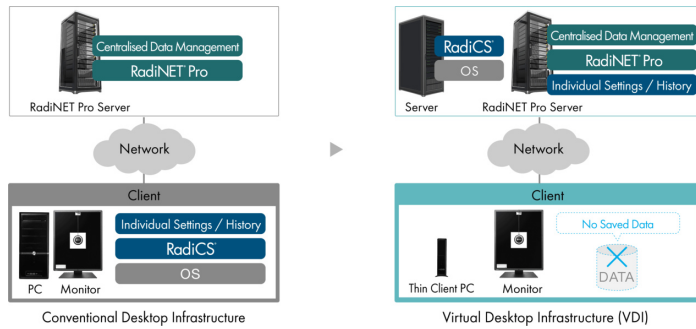 Centralised Data Management
RadiNET® Pro
RadiNET Pro Server
Network
Client
Individual Settings / History
RadiCS®
OS
PC
Monitor
Conventional Desktop Infrastructure
RadiCS®
OS
Server
Centralised Data Management
RadiNET® Pro
Individual Settings / History
RadiNET Pro Server
Network
Client
No Saved Data
DATA
Thin Client PC
Monitor
Virtual Desktop Infrastructure (VDI)